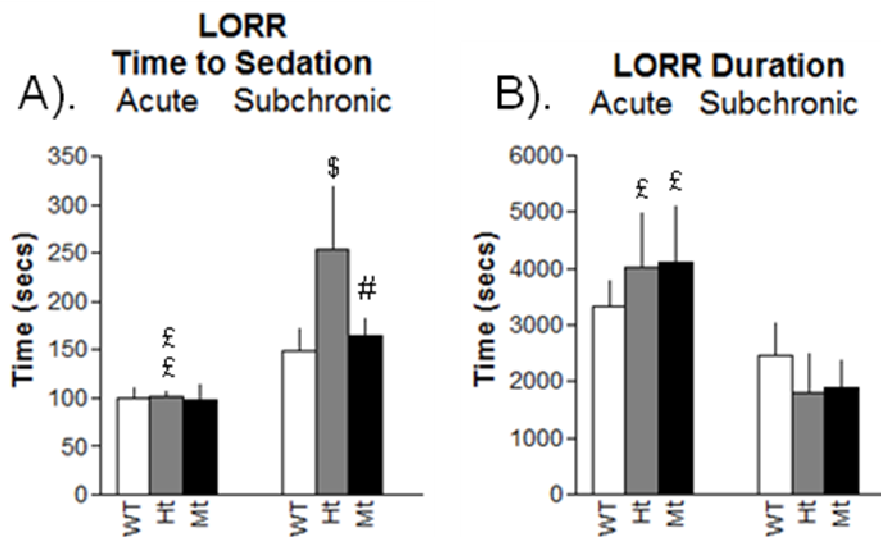 A).
LORR
Time to Sedation
Acute Subchronic
Time (secs)
350
300
250
200
150
100
50
0
$
#
£
£
WT Ht Mt WT Ht Mt
B).
LORR Duration
Acute Subchronic
Time (secs)
6000
5000
4000
3000
2000
1000
0
£ £
WT Ht Mt WT Ht Mt